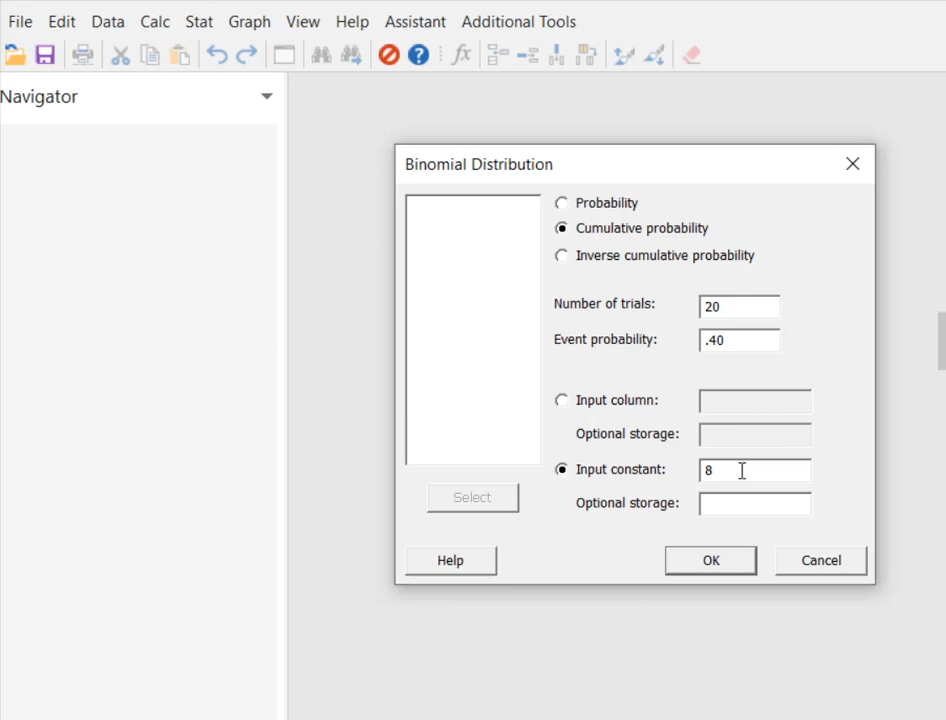 File Edit Data Calc Stat Graph View Help Assistant Additional Tools
? fx
Navigator
Binomial Distribution
Probability
Cumulative probability
Inverse cumulative probability
Number of trials: 20
Event probability: .40
Input column:
Optional storage:
Input constant: 8
Optional storage:
Select
Help OK Cancel